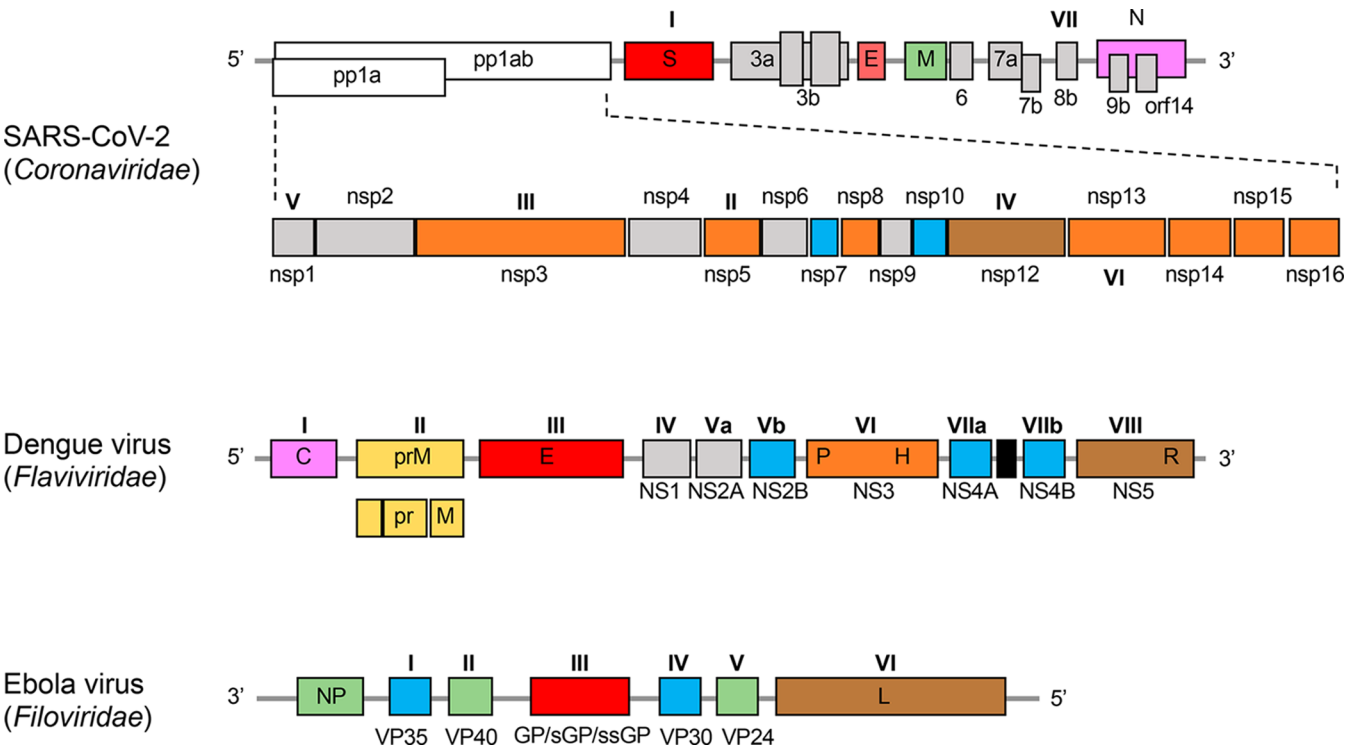 I VII N
5’ pp1a pp1ab S 3a E M 7a 3’
3b 6 7b 8b 9b orf14
SARS-CoV-2
(Coronaviridae)
V nsp2 III nsp4 II nsp6 nsp8 nsp10 IV nsp13 nsp15
nsp1 nsp3 nsp5 nsp7 nsp9 nsp12 VI nsp14 nsp16
I II III IV Va Vb VI VIIa VIIb VIII
Dengue virus
(Flaviviridae)
5’ C prM E P H R 3’
NS1 NS2A NS2B NS3 NS4A NS4B NS5
pr M
I II III IV V VI
Ebola virus
(Filoviridae)
3’ NP L 5’
VP35 VP40 GP/sGP/ssGP VP30 VP24